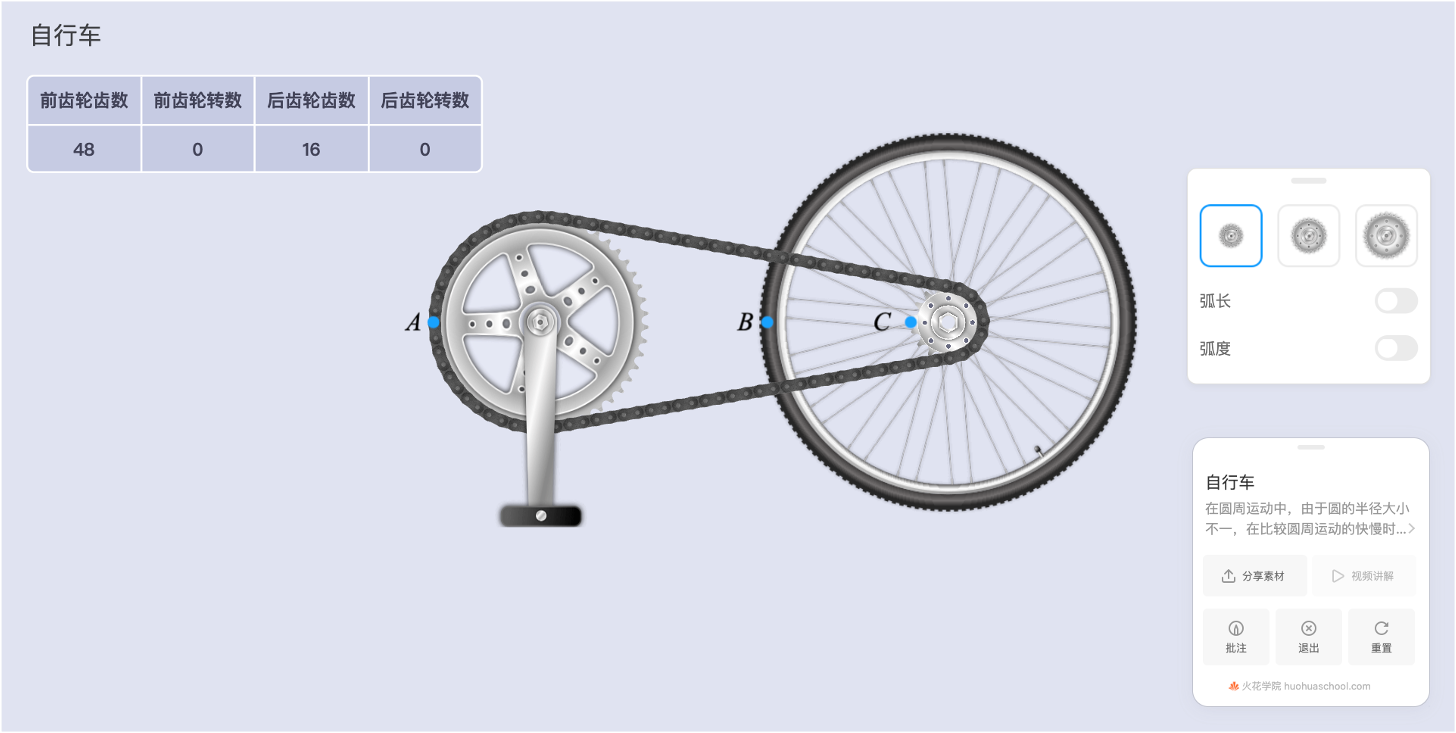 自行车
前齿轮齿数 前齿轮转数 后齿轮齿数 后齿轮转数
48 0 16 0
A B C
弧长
弧度
自行车
在圆周运动中，由于圆的半径大小
不一，在比较圆周运动的快慢时...
分享素材 视频讲解
批注 退出 重置
火花学院 huohuaschool.com